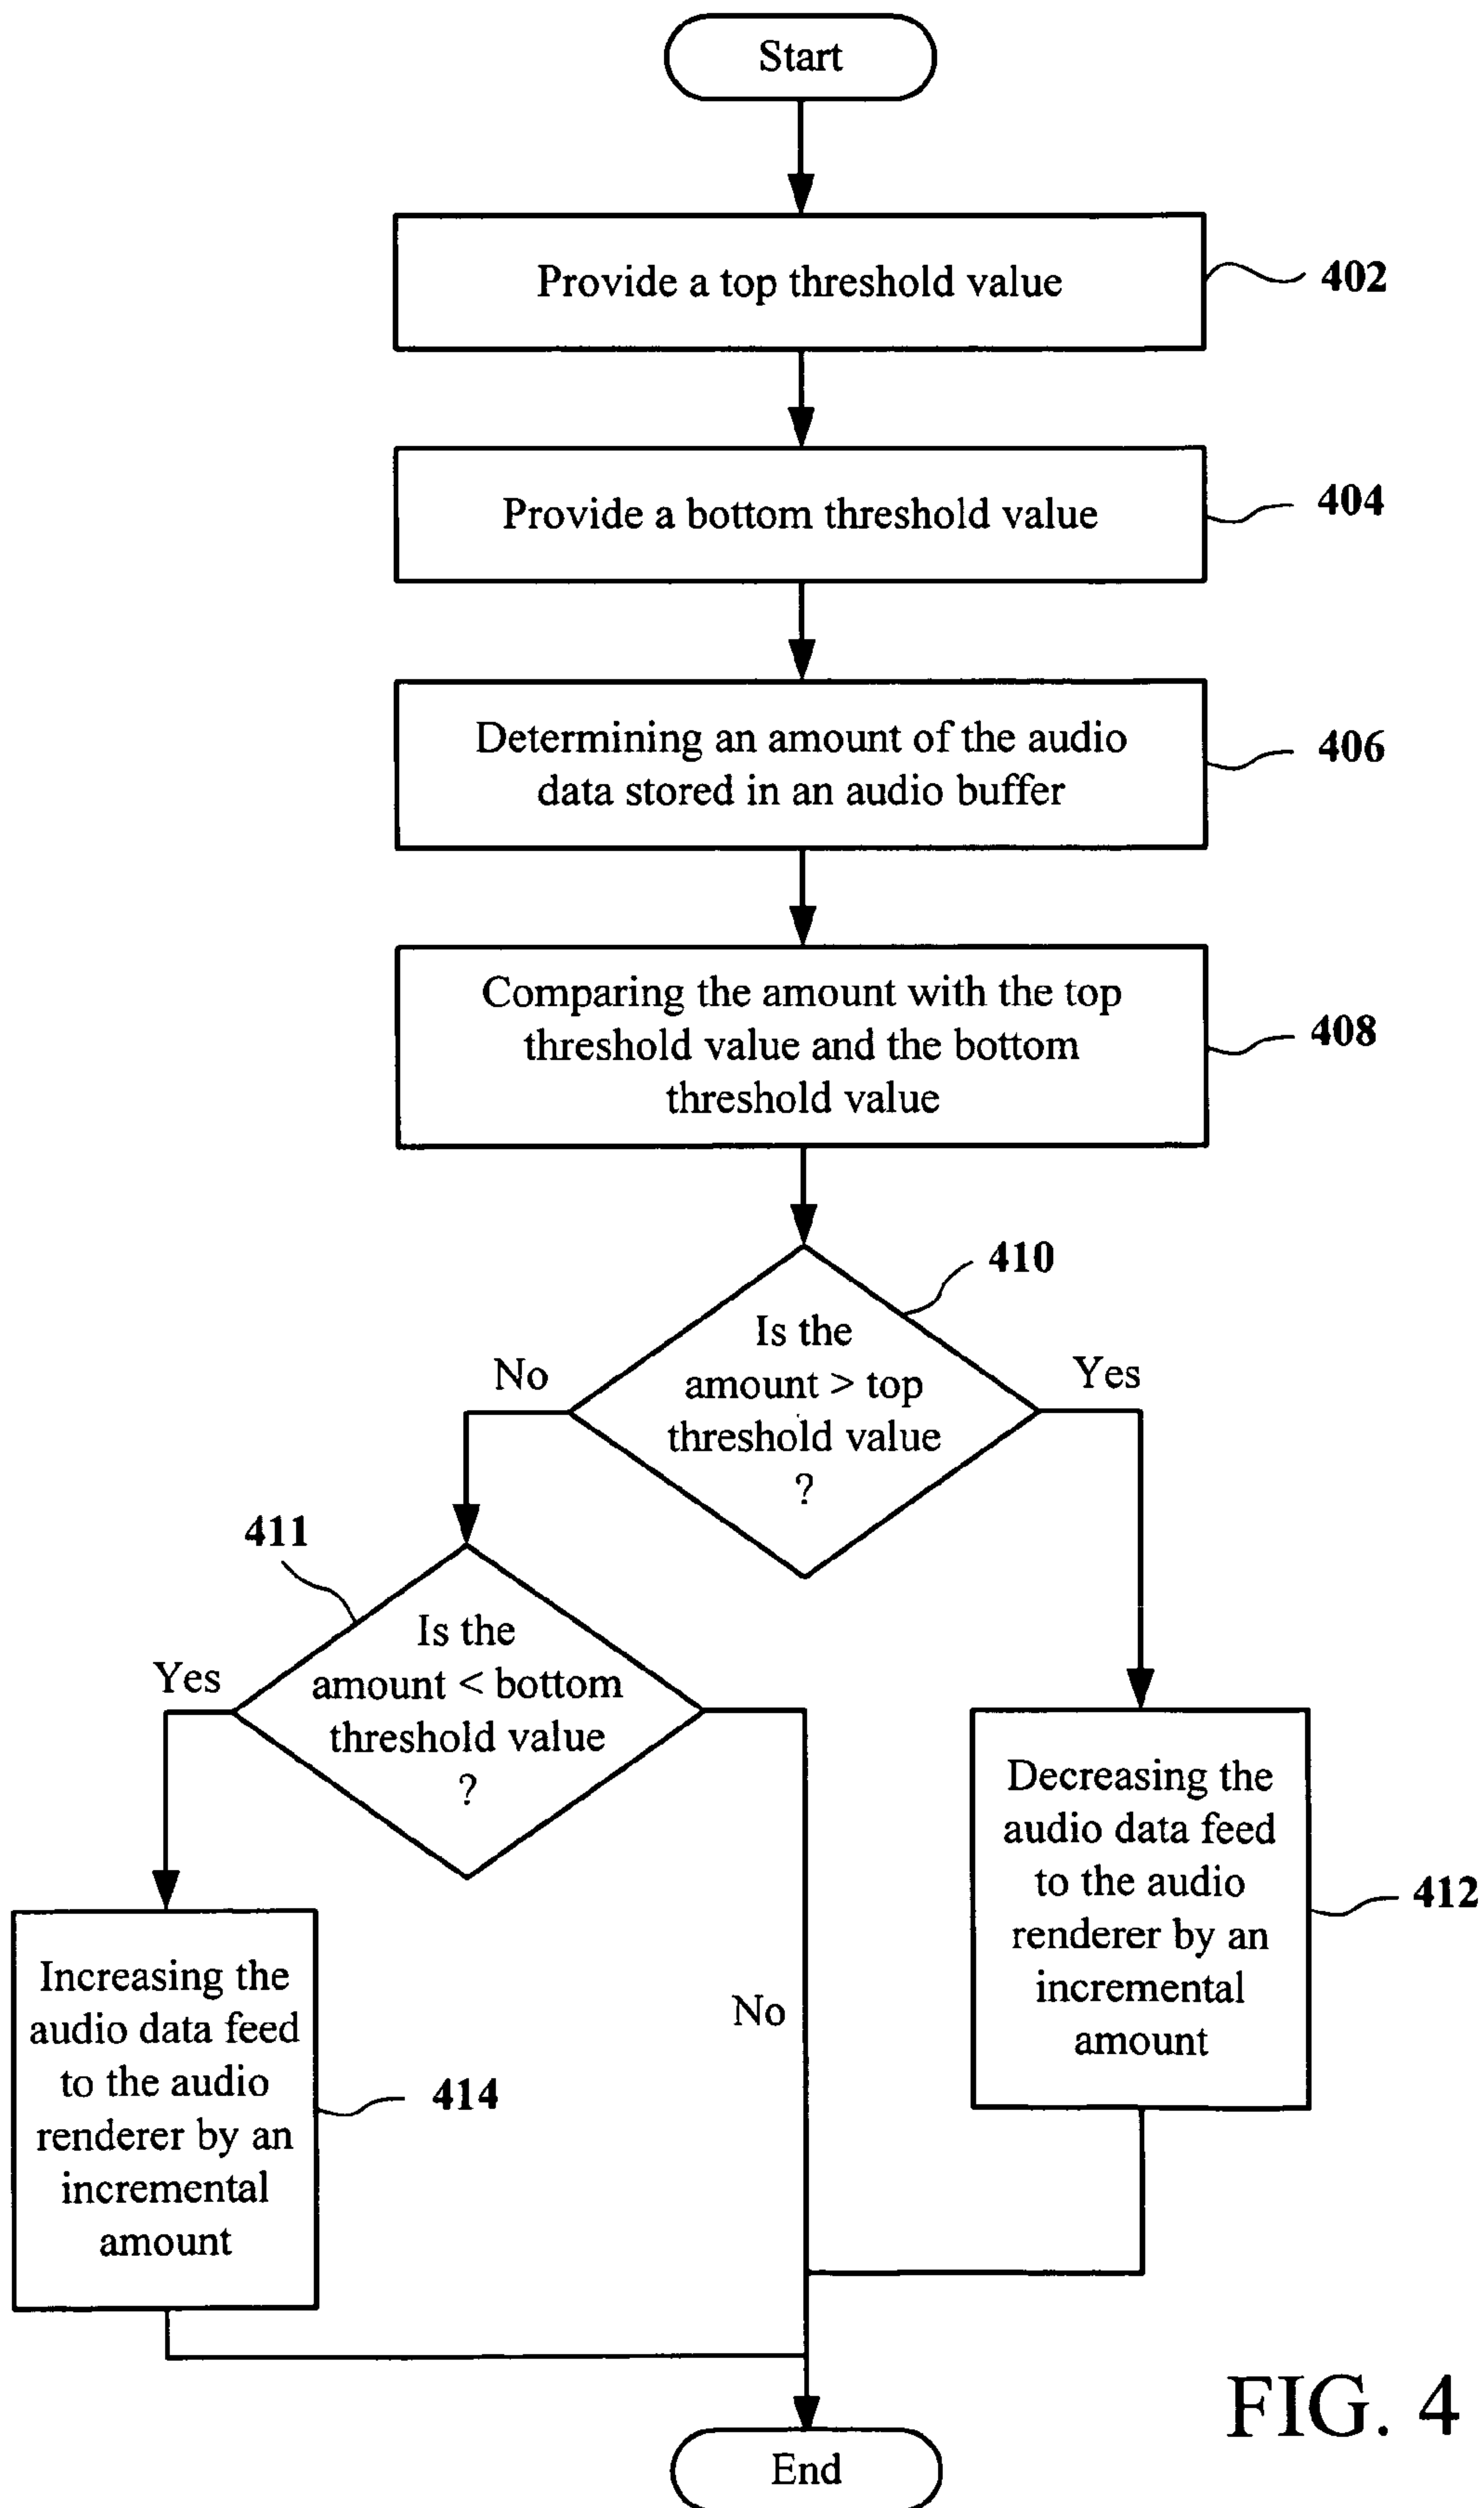 Start
Provide a top threshold value
402
Provide a bottom threshold value
404
Determining an amount of the audio
data stored in an audio buffer
406
Comparing the amount with the top
threshold value and the bottom
threshold value
408
410
Is the
amount > top
threshold value
?
No
Yes
411
Is the
amount < bottom
threshold value
?
Yes
No
Decreasing the
audio data feed
to the audio
renderer by an
incremental
amount
412
Increasing the
audio data feed
to the audio
renderer by an
incremental
amount
414
End
FIG. 4